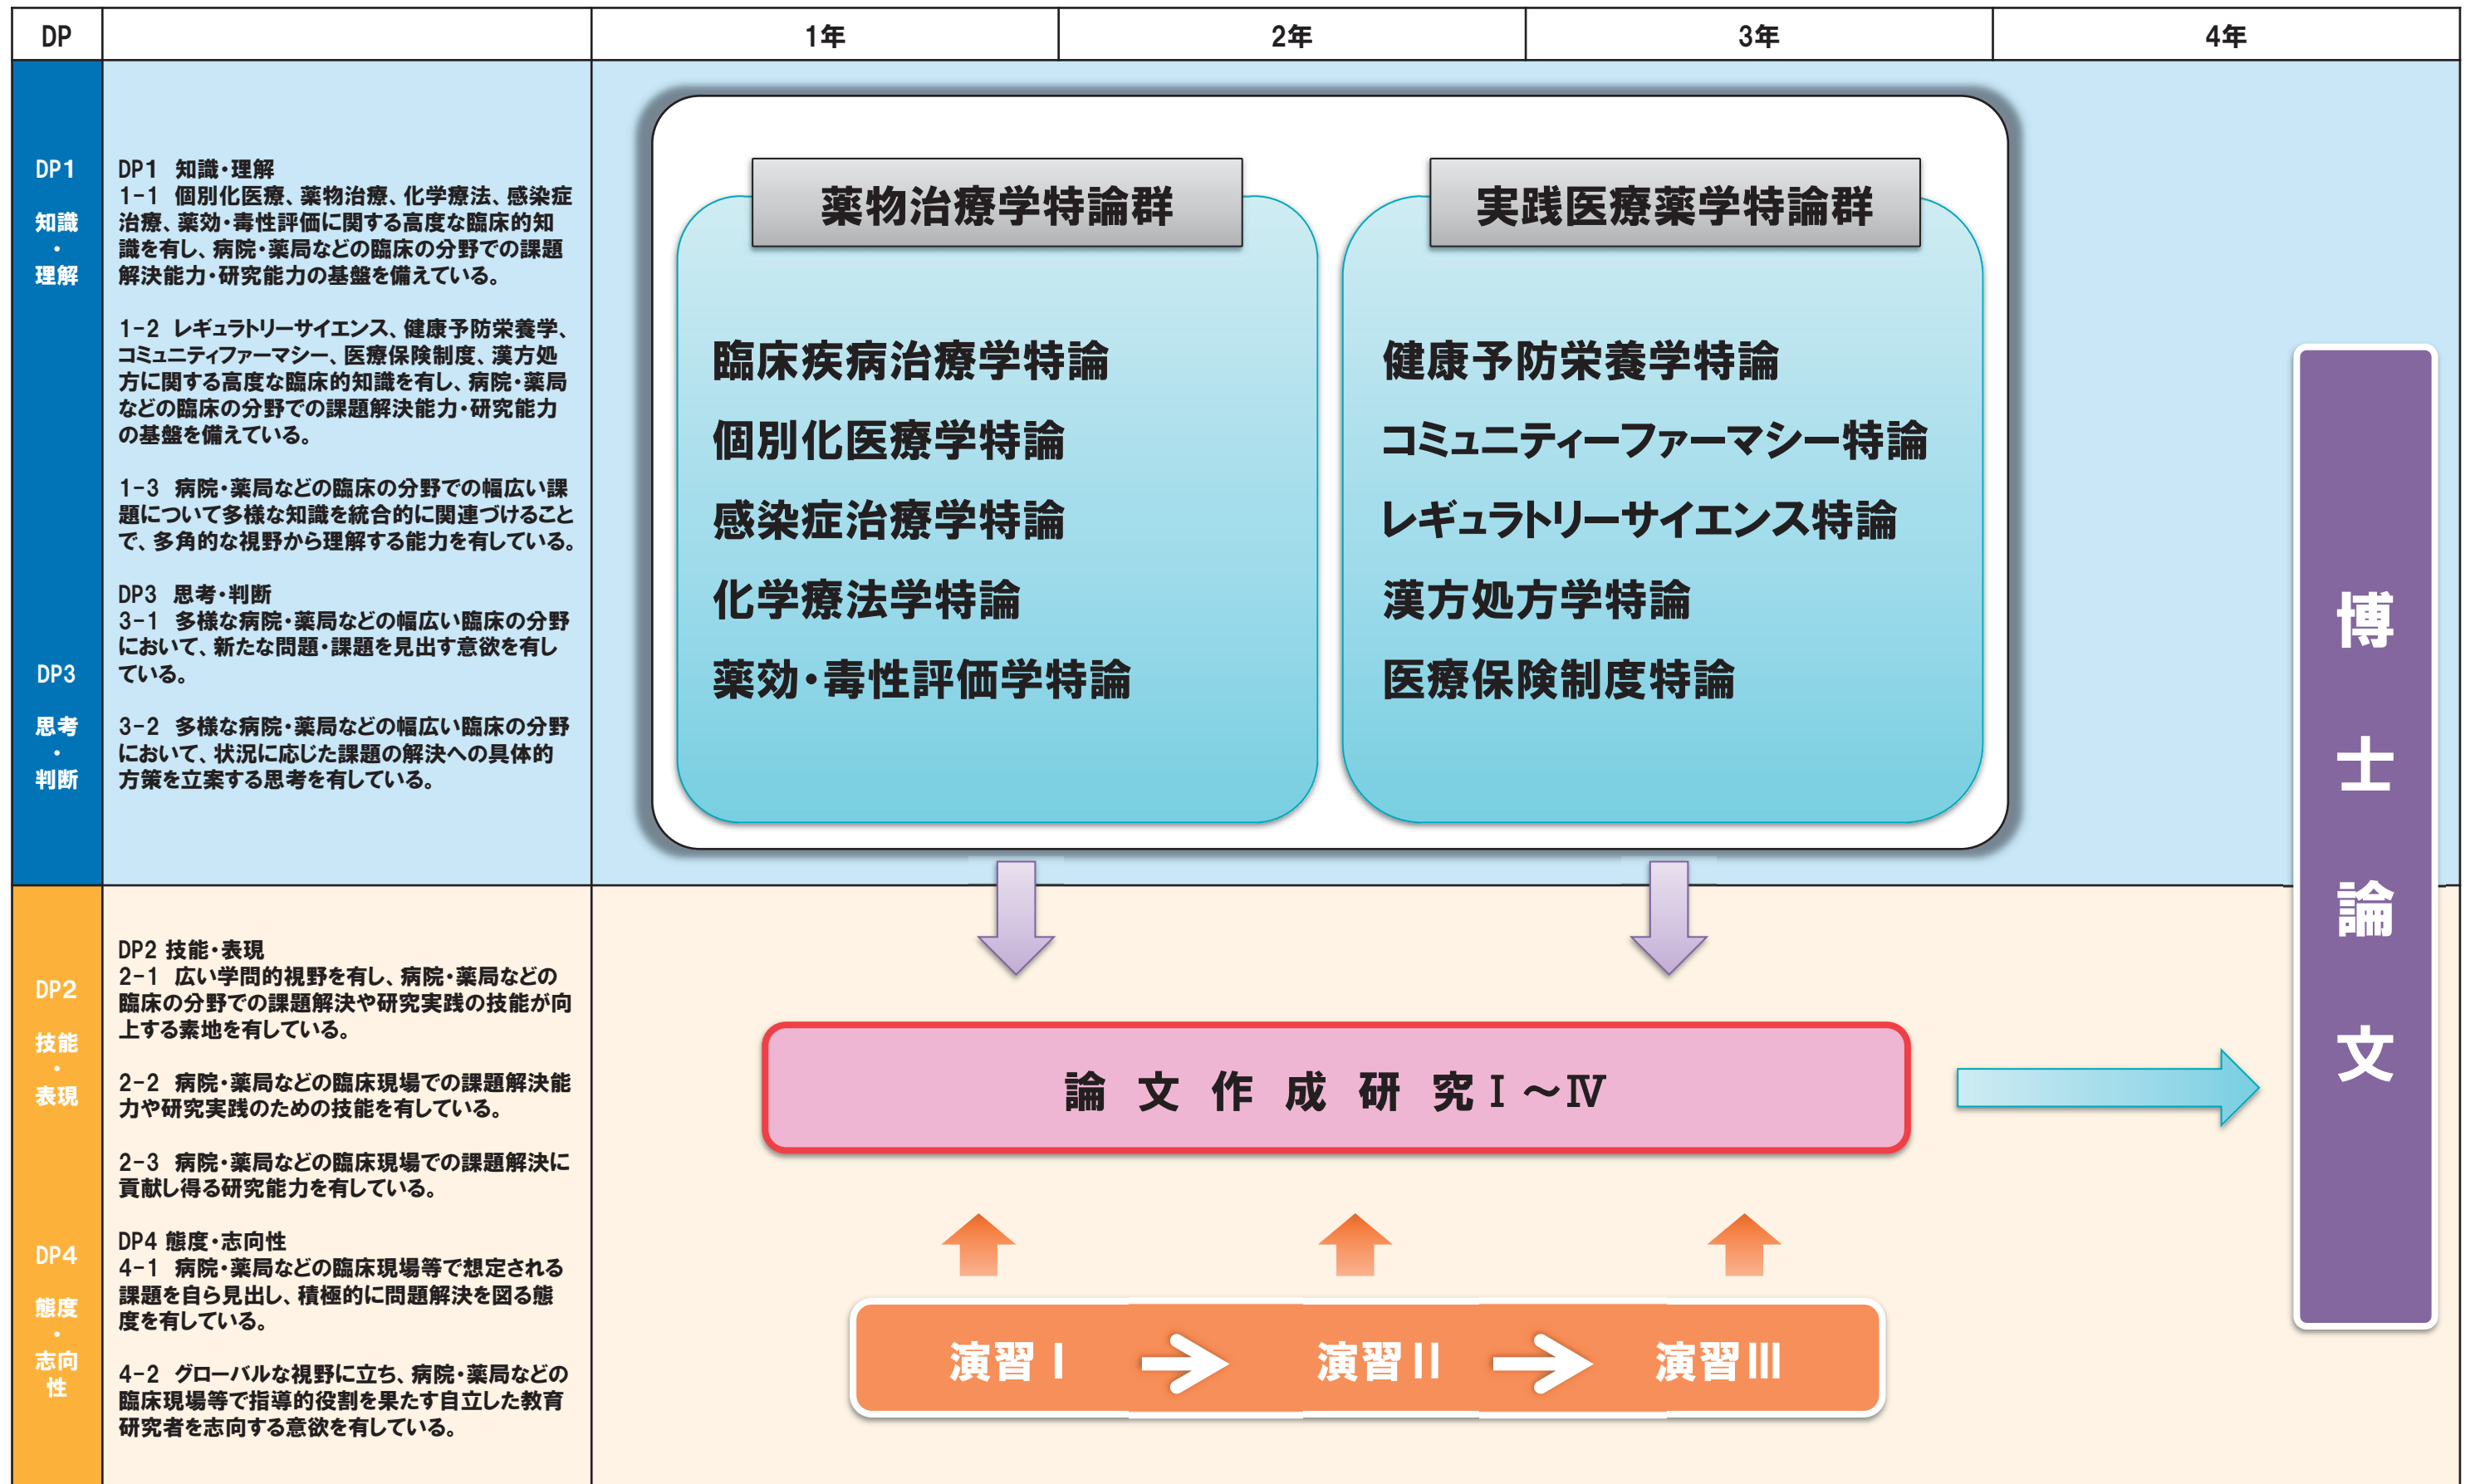 DP
1年
2年
3年
4年
DP1
知識
・
理解
DP3
思考
・
判断
DP1 知識・理解
1-1 個別化医療、薬物治療、化学療法、感染症
治療、薬効・毒性評価に関する高度な臨床的知
識を有し、病院・薬局などの臨床の分野での課題
解決能力・研究能力の基盤を備えている。
1-2 レギュラトリーサイエンス、健康予防栄養学、
コミュニティファーマシー、医療保険制度、漢方処
方に関する高度な臨床的知識を有し、病院・薬局
などの臨床の分野での課題解決能力・研究能力
の基盤を備えている。
1-3 病院・薬局などの臨床の分野での幅広い課
題について多様な知識を統合的に関連づけること
で、多角的な視野から理解する能力を有している。
DP3 思考・判断
3-1 多様な病院・薬局などの幅広い臨床の分野
において、新たな問題・課題を見出す意欲を有し
ている。
3-2 多様な病院・薬局などの幅広い臨床の分野
において、状況に応じた課題の解決への具体的
方策を立案する思考を有している。
薬物治療学特論群
臨床疾病治療学特論
個別化医療学特論
感染症治療学特論
化学療法学特論
薬効・毒性評価学特論
実践医療薬学特論群
健康予防栄養学特論
コミュニティーファーマシー特論
レギュラトリーサイエンス特論
漢方処方学特論
医療保険制度特論
博士論文
DP2
技能
・
表現
DP4
態度
・
志向
性
DP2 技能・表現
2-1 広い学問的視野を有し、病院・薬局などの
臨床の分野での課題解決や研究実践の技能が向
上する素地を有している。
2-2 病院・薬局などの臨床現場での課題解決能
力や研究実践のための技能を有している。
2-3 病院・薬局などの臨床現場での課題解決に
貢献し得る研究能力を有している。
DP4 態度・志向性
4-1 病院・薬局などの臨床現場等で想定される
課題を自ら見出し、積極的に問題解決を図る態
度を有している。
4-2 グローバルな視野に立ち、病院・薬局などの
臨床現場等で指導的役割を果たす自立した教育
研究者を志向する意欲を有している。
論文作成研究Ⅰ～Ⅳ
演習Ⅰ
演習Ⅱ
演習Ⅲ